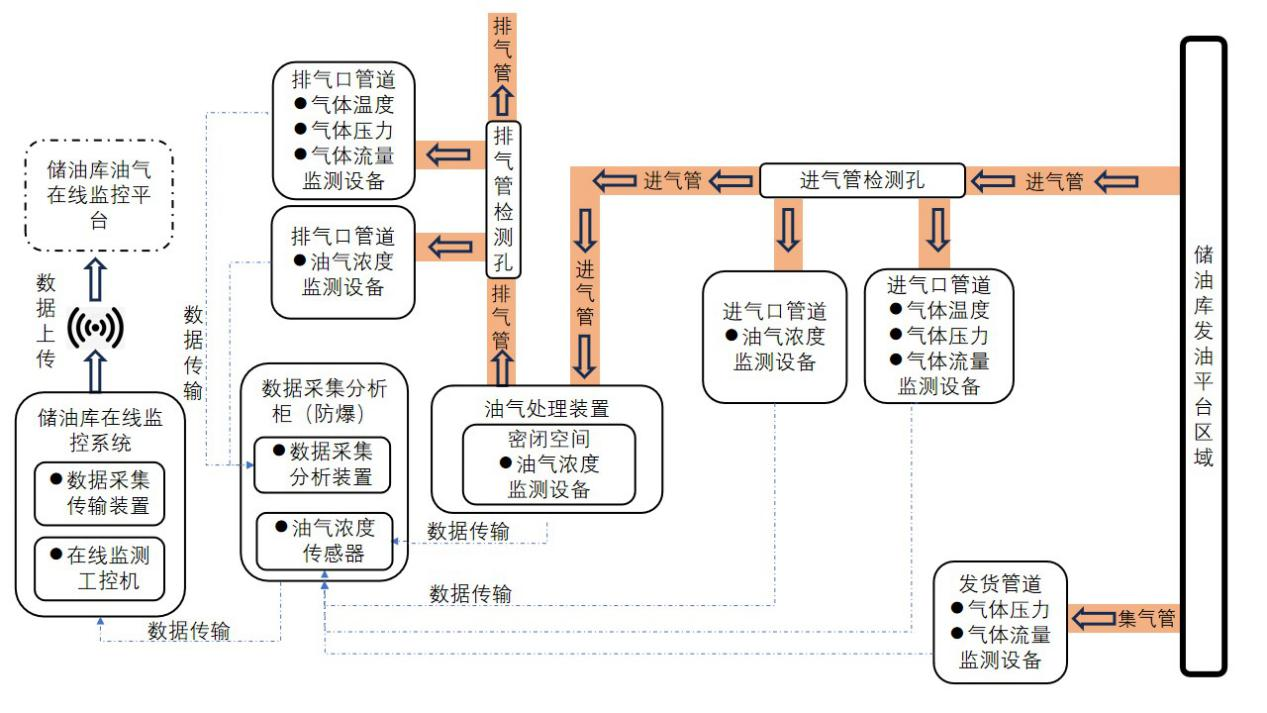 排气管
排气口管道
●气体温度
●气体压力
●气体流量
监测设备
排气管检测孔
排气口管道
●油气浓度
监测设备
排气管
储油库油气
在线监控平
台
数据上传
数据传输
储油库在线监
控系统
●数据采集
传输装置
●在线监测
工控机
数据采集分析
柜（防爆）
●数据采集
分析装置
●油气浓度
传感器
油气处理装置
密闭空间
●油气浓度
监测设备
进气管
进气管
进气管检测孔
进气管
进气口管道
●油气浓度
监测设备
进气口管道
●气体温度
●气体压力
●气体流量
监测设备
储油库发油平台区域
数据传输
数据传输
数据传输
发货管道
●气体压力
●气体流量
监测设备
集气管